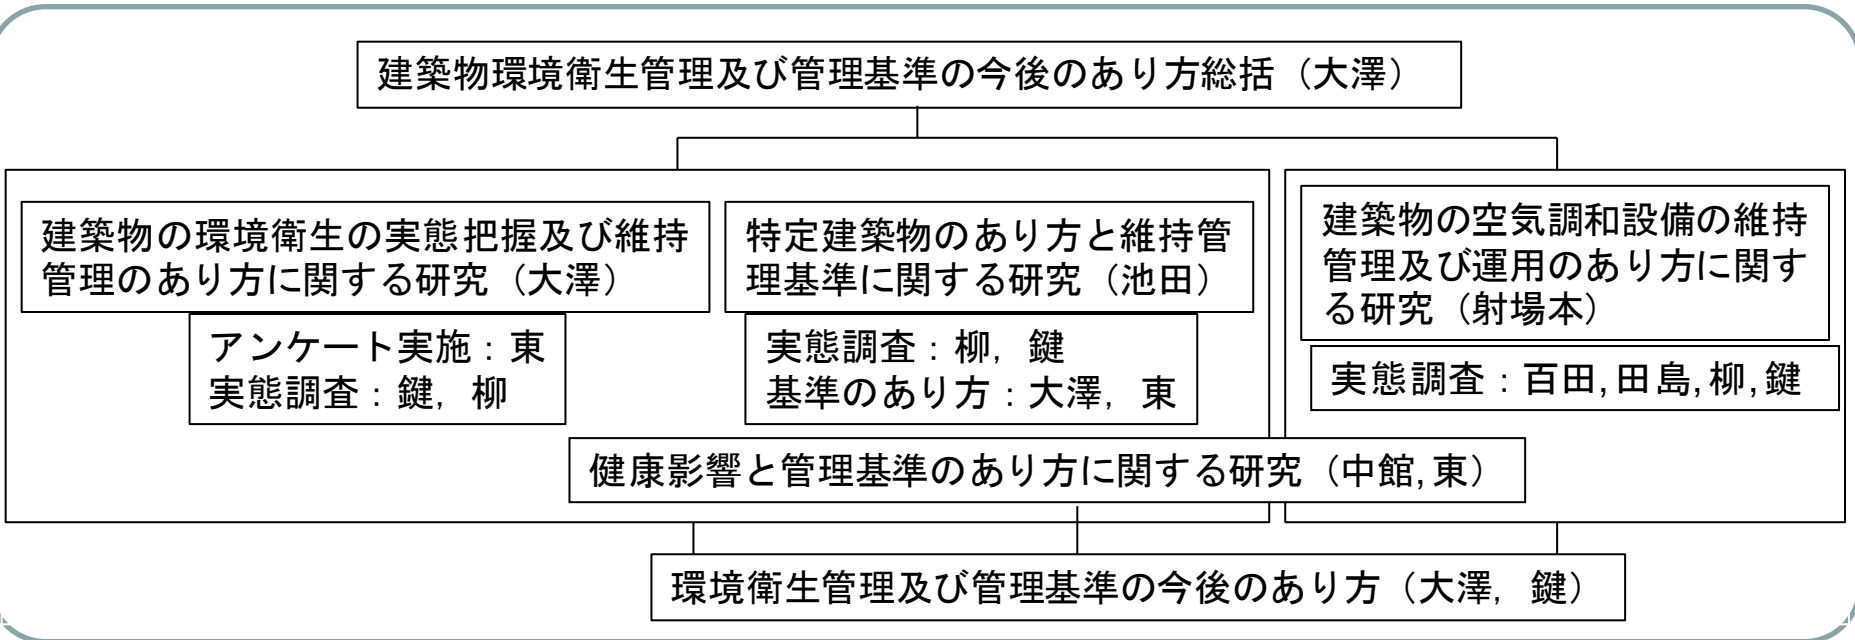 建築物環境衛生管理及び管理基準の今後のあり方総括（大澤）
建築物の環境衛生の実態把握及び維持
管理のあり方に関する研究（大澤）
アンケート実施：東
実態調査：鍵，柳
特定建築物のあり方と維持管
理基準に関する研究（池田）
実態調査：柳，鍵
基準のあり方：大澤，東
建築物の空気調和設備の維持
管理及び運用のあり方に関す
る研究（射場本）
実態調査：百田,田島,柳,鍵
健康影響と管理基準のあり方に関する研究（中館,東）
環境衛生管理及び管理基準の今後のあり方（大澤，鍵）